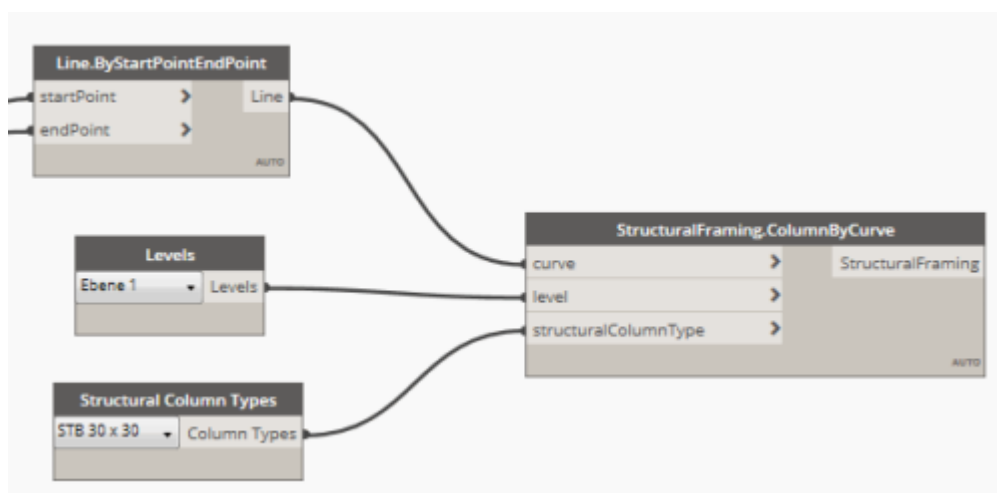 Line.ByStartPointEndPoint
startPoint > Line
endPoint >
AUTO
Levels
Ebene 1 Levels
Structural Column Types
STB 30 x 30 Column Types
StructuralFraming.ColumnByCurve
curve > StructuralFraming
level >
structuralColumnType >
AUTO